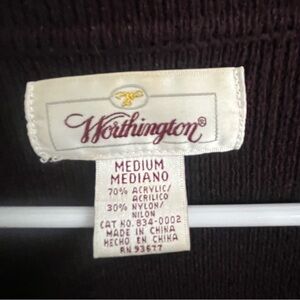 Worthington®
MEDIUM
MEDIANO
70% ACRYLIC/
ACRILICO
30% NYLON/
NILON
CAT NO. 834-0002
MADE IN CHINA
HECHO EN CHINA
RN 93677